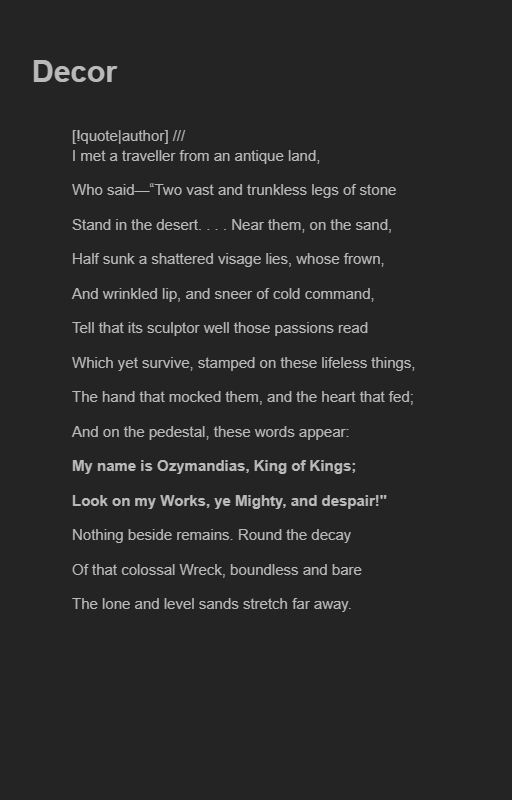 Decor
[!quote|author] ///
I met a traveller from an antique land,
Who said—“Two vast and trunkless legs of stone
Stand in the desert. . . . Near them, on the sand,
Half sunk a shattered visage lies, whose frown,
And wrinkled lip, and sneer of cold command,
Tell that its sculptor well those passions read
Which yet survive, stamped on these lifeless things,
The hand that mocked them, and the heart that fed;
And on the pedestal, these words appear:
My name is Ozymandias, King of Kings;
Look on my Works, ye Mighty, and despair!"
Nothing beside remains. Round the decay
Of that colossal Wreck, boundless and bare
The lone and level sands stretch far away.